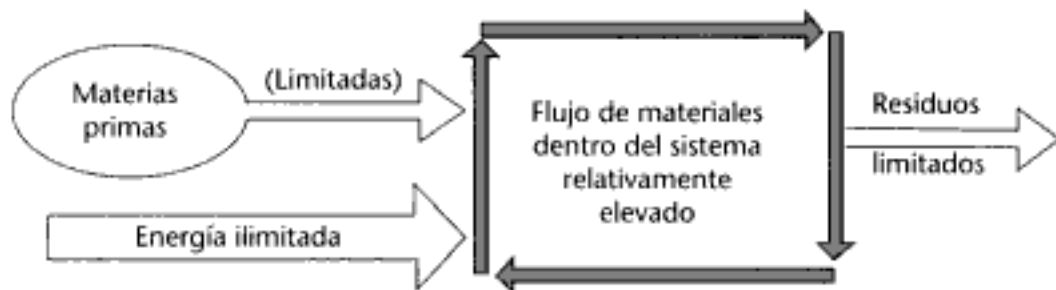 Materias
primas
(Limitadas)
Energía ilimitada
Flujo de materiales
dentro del sistema
relativamente
elevado
Residuos
limitados